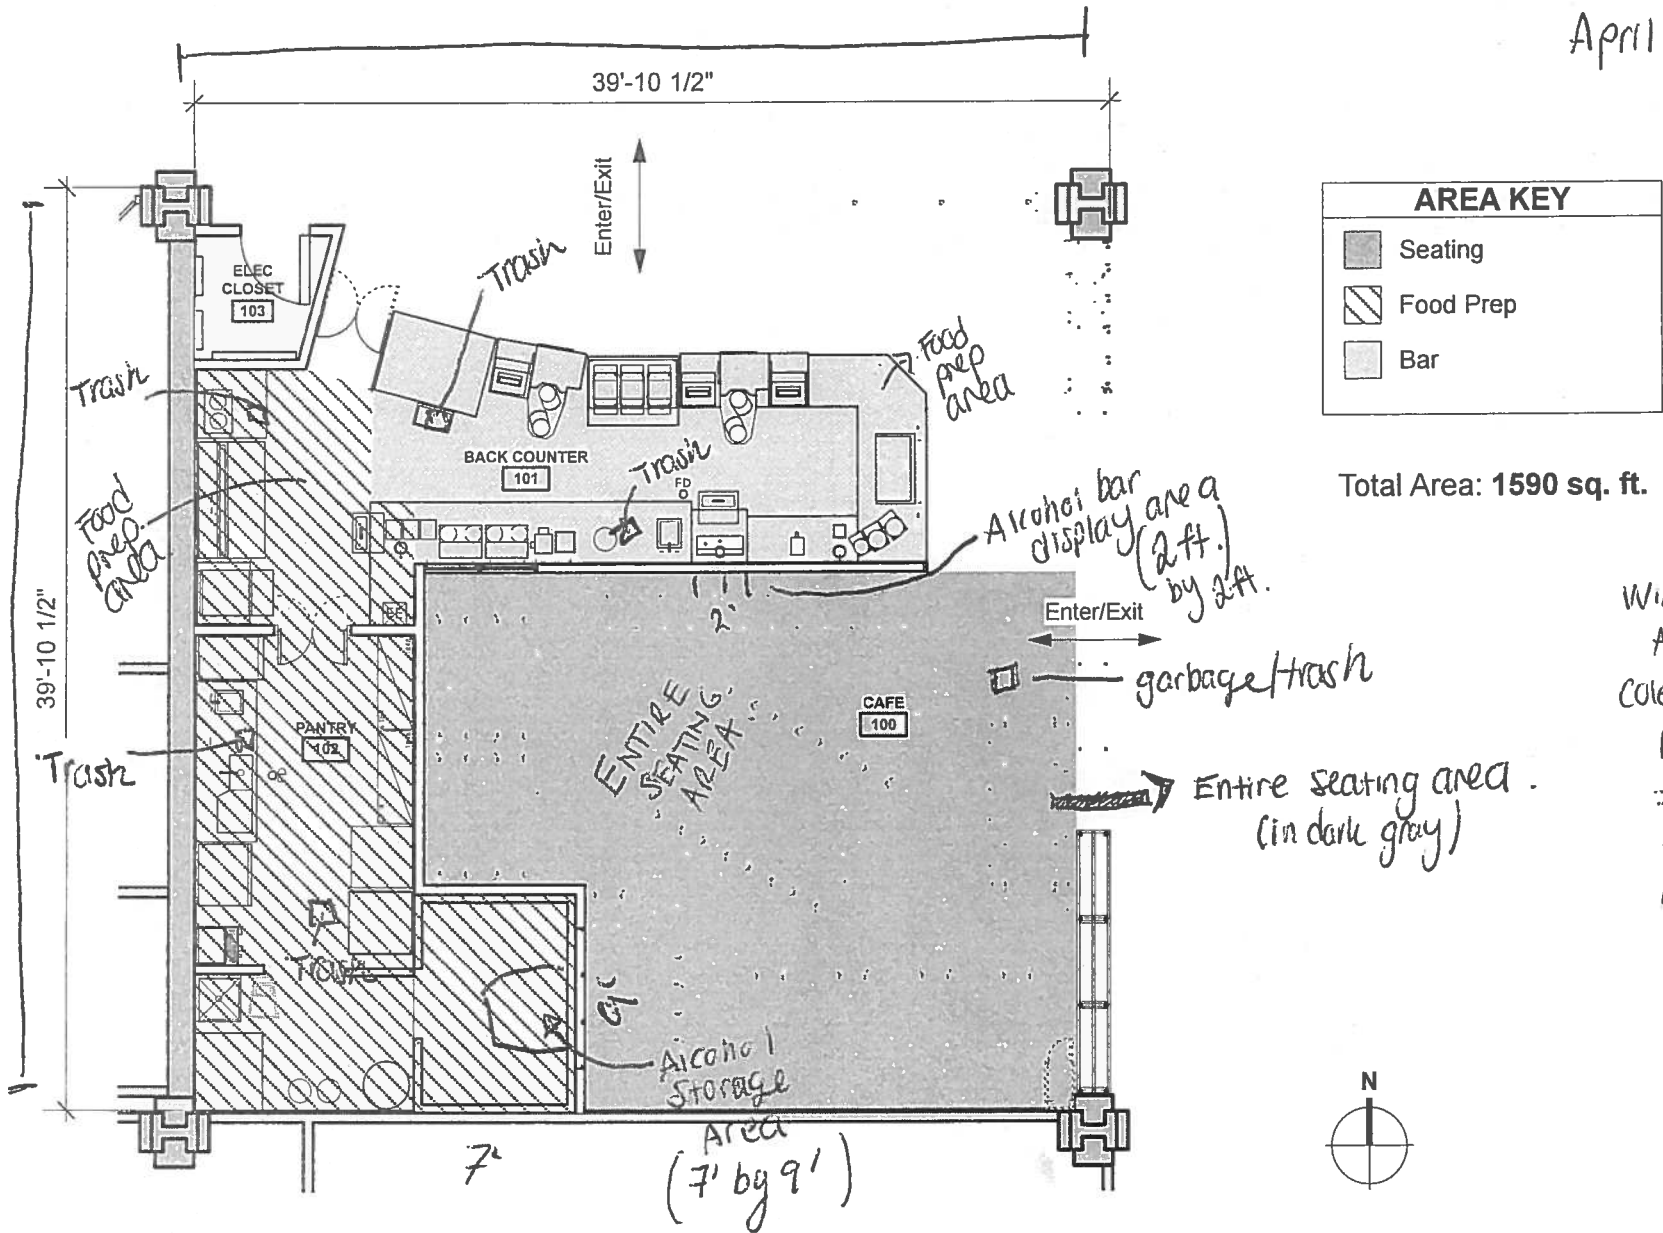 April
39'-10 1/2"
Enter/Exit
AREA KEY
Seating
Food Prep
Bar
Total Area: 1590 sq. ft.
ELEC
CLOSET
103
Trash
Trash
Food
prep
area
BACK COUNTER
101
Trash
FD
Food
prep
area
Alcohol bar
display area
(2 ft.)
by 2 ft.
39'-10 1/2"
2'
Enter/Exit
garbage/trash
CAFE
100
ENTIRE
SEATING
AREA
PANTRY
102
Trash
Entire seating area.
(in dark gray)
Trash
9'
Alcohol
Storage
Area
(7' by 9')
7'
N